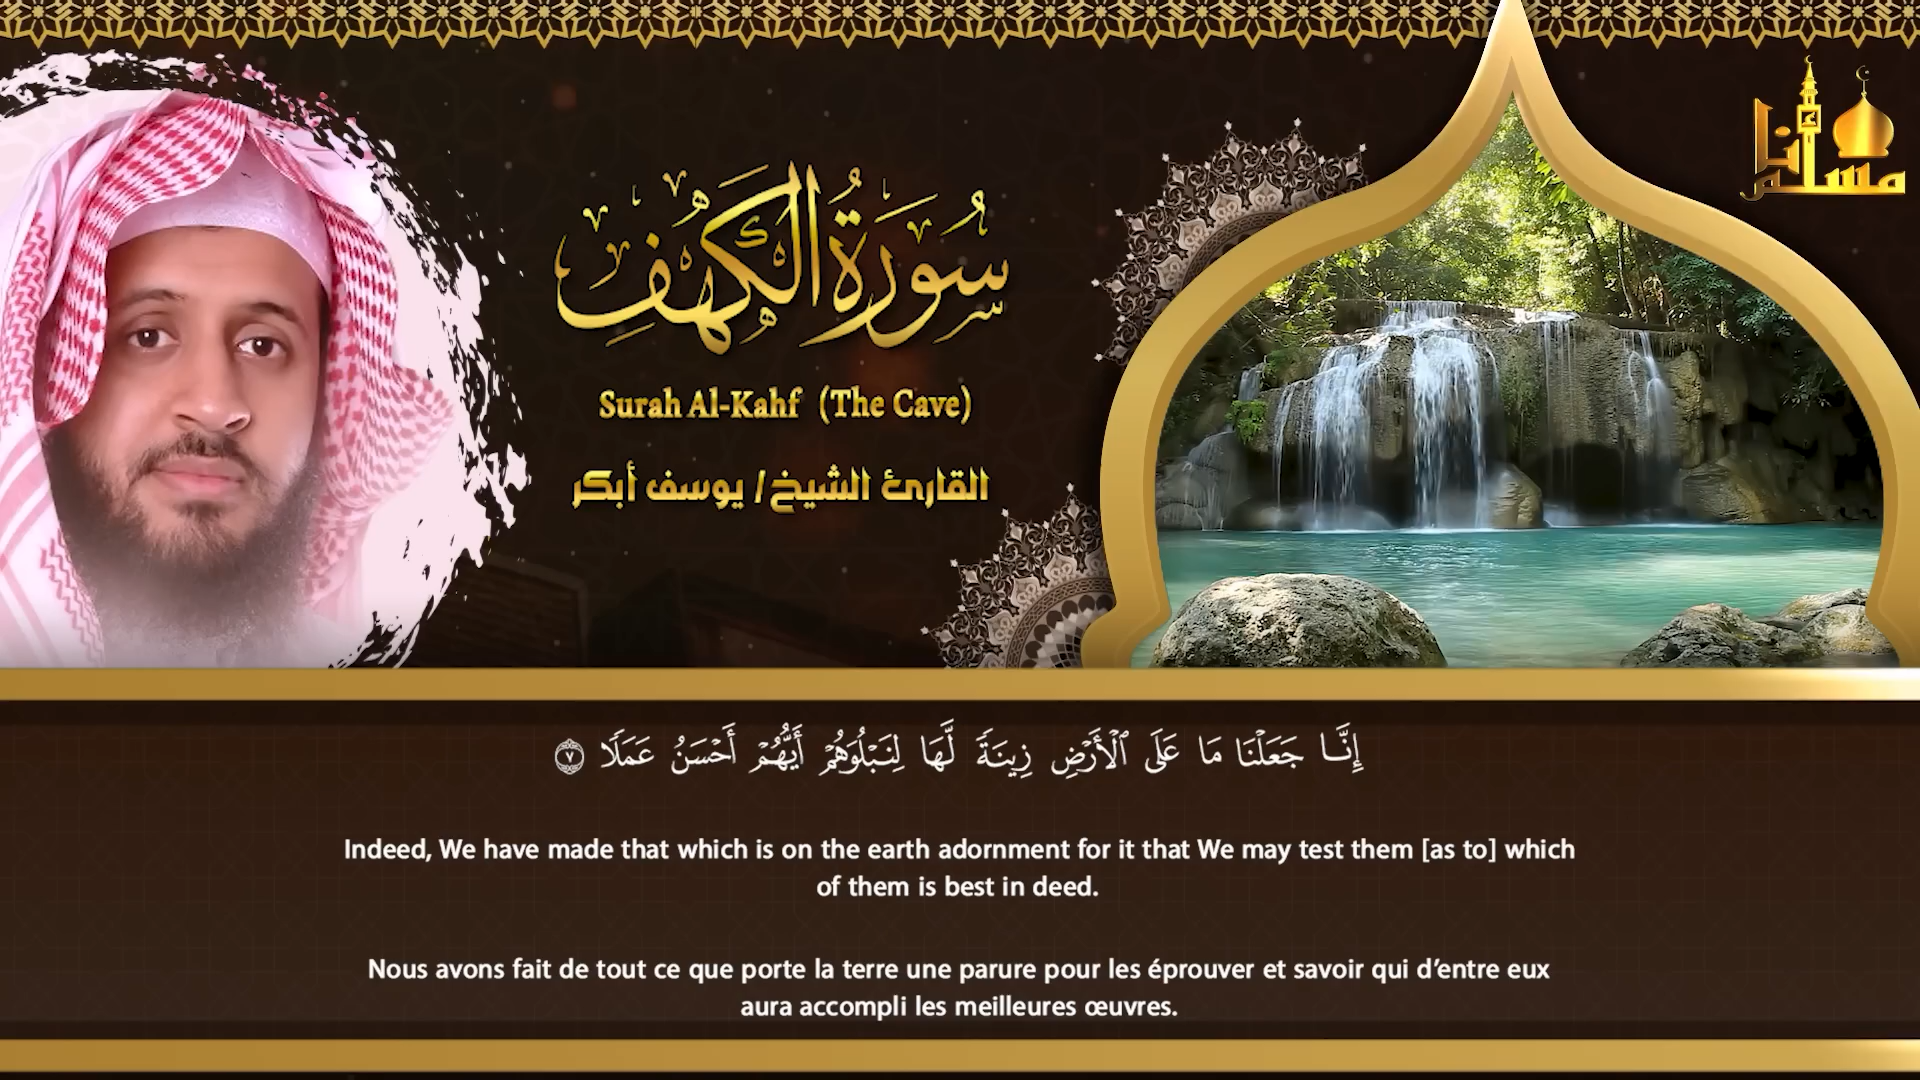 أنا
مسلم
سُورَةُ الكَهْفِ
Surah Al-Kahf (The Cave)
القارئ الشيخ/ يوسف أبكر
إِنَّا جَعَلْنَا مَا عَلَى ٱلْأَرْضِ زِينَةً لَّهَا لِنَبْلُوَهُمْ أَيُّهُمْ أَحْسَنُ عَمَلًا ٧
Indeed, We have made that which is on the earth adornment for it that We may test them [as to] which
of them is best in deed.
Nous avons fait de tout ce que porte la terre une parure pour les éprouver et savoir qui d’entre eux
aura accompli les meilleures œuvres.